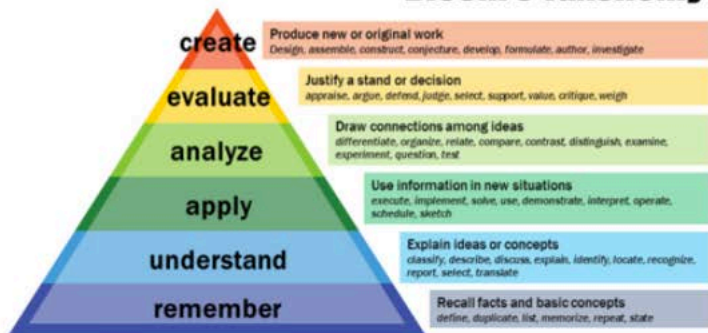 create
Produce new or original work
Design, assemble, construct, conjecture, develop, formulate, author, investigate
evaluate
Justify a stand or decision
appraise, argue, defend, judge, select, support, value, critique, weigh
analyze
Draw connections among ideas
differentiate, organize, relate, compare, contrast, distinguish, examine,
experiment, question, test
apply
Use information in new situations
execute, implement, solve, use, demonstrate, interpret, operate,
schedule, sketch
understand
Explain ideas or concepts
classify, describe, discuss, explain, identify, locate, recognize,
report, select, translate
remember
Recall facts and basic concepts
define, duplicate, list, memorize, repeat, state